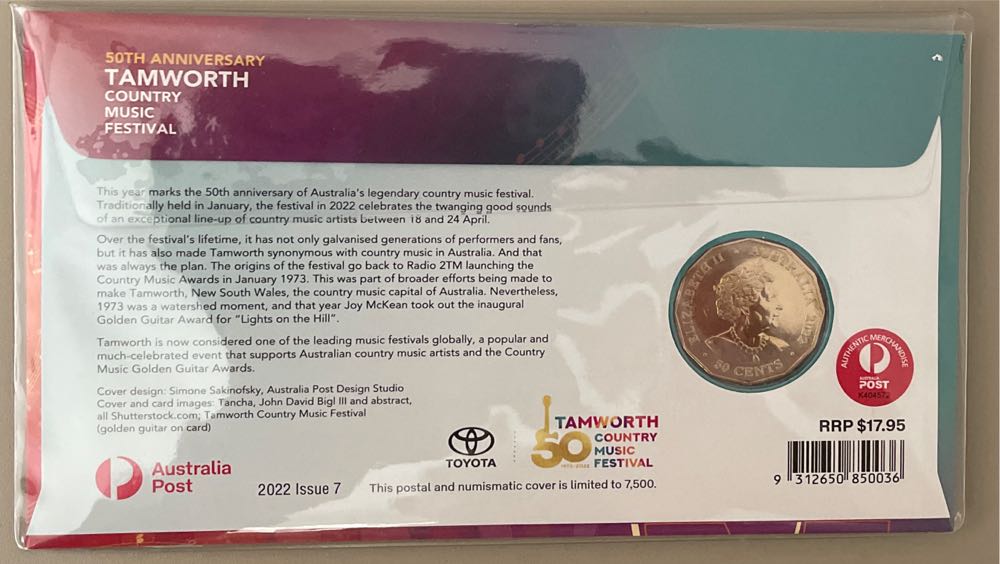 50TH ANNIVERSARY
TAMWORTH
COUNTRY
MUSIC
FESTIVAL
This year marks the 50th anniversary of Australia's legendary country music festival.
Traditionally held in January, the festival in 2022 celebrates the twanging good sounds
of an exceptional line-up of country music artists between 18 and 24 April.
Over the festival's lifetime, it has not only galvanised generations of performers and fans,
but it has also made Tamworth synonymous with country music in Australia. And that
was always the plan. The origins of the festival go back to Radio 2TM launching the
Country Music Awards in January 1973. This was part of broader efforts being made to
make Tamworth, New South Wales, the country music capital of Australia. Nevertheless,
1973 was a watershed moment, and that year Joy McKean took out the inaugural
Golden Guitar Award for "Lights on the Hill".
Tamworth is now considered one of the leading music festivals globally, a popular and
much-celebrated event that supports Australian country music artists and the Country
Music Golden Guitar Awards.
Cover design: Simone Sakinofsky, Australia Post Design Studio
Cover and card images: Tancha, John David Bigl III and abstract,
all Shutterstock.com; Tamworth Country Music Festival
(golden guitar on card)
ELIZABETH II AUSTRALIA 2022
50 CENTS
AUTHENTIC MERCHANDISE
AUSTRALIA
POST
K404572
RRP $17.95
9 312650 850036
TOYOTA
50
1973-2022
TAMWORTH
COUNTRY
MUSIC
FESTIVAL
Australia
Post
2022 Issue 7
This postal and numismatic cover is limited to 7,500.